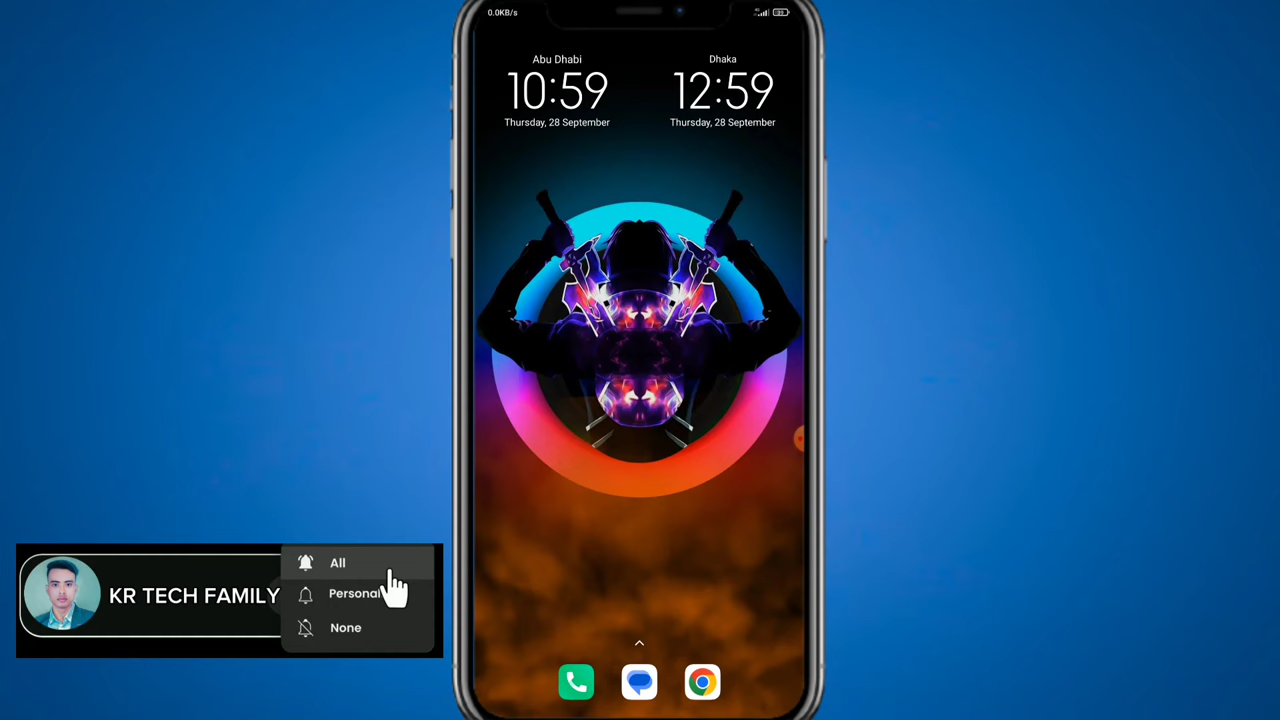 0.0KB/s
Abu Dhabi
10:59
Thursday, 28 September
Dhaka
12:59
Thursday, 28 September
KR TECH FAMILY
All
Personal
None